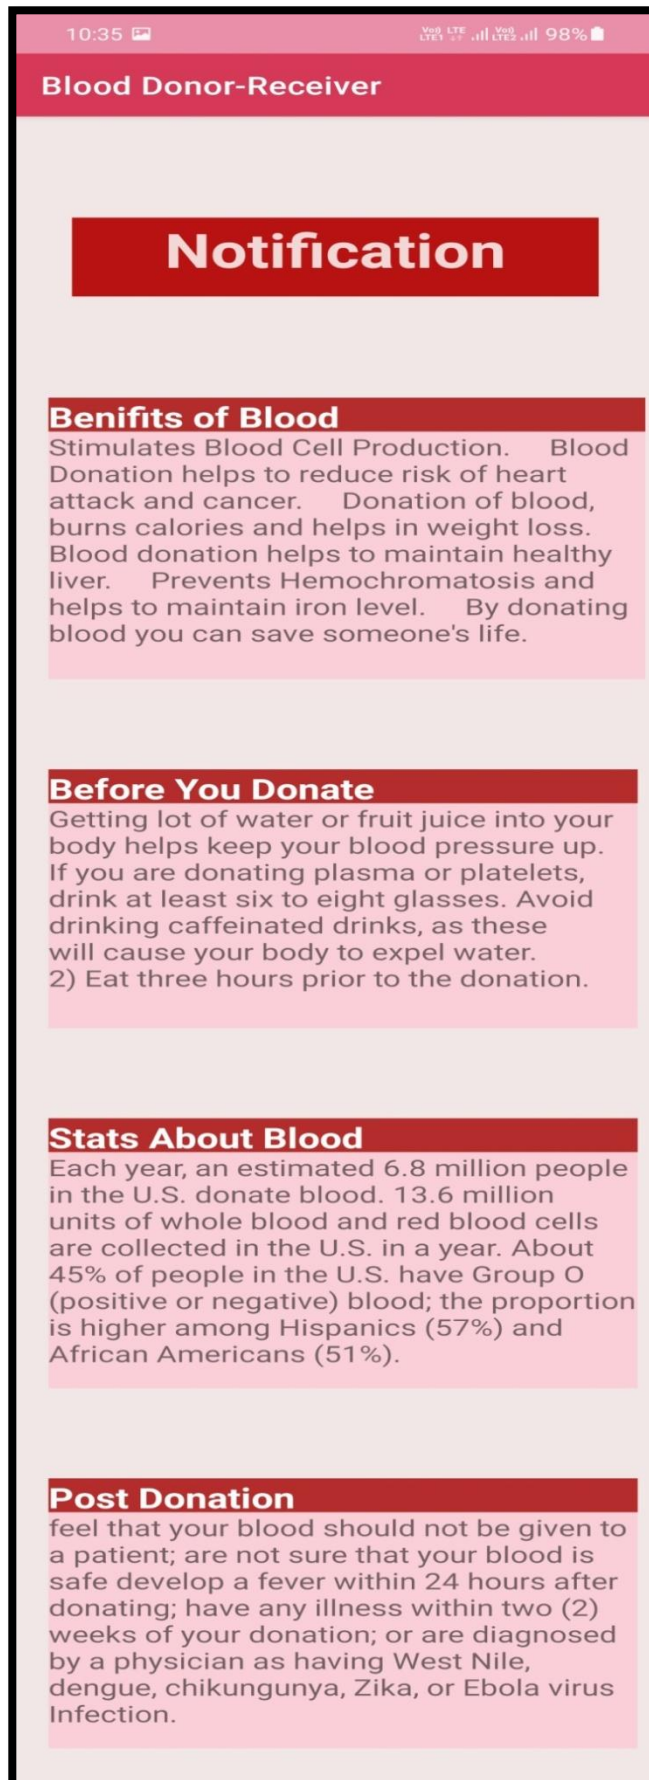 10:35 98%
Blood Donor-Receiver
Notification
Benifits of Blood
Stimulates Blood Cell Production. Blood
Donation helps to reduce risk of heart
attack and cancer. Donation of blood,
burns calories and helps in weight loss.
Blood donation helps to maintain healthy
liver. Prevents Hemochromatosis and
helps to maintain iron level. By donating
blood you can save someone's life.
Before You Donate
Getting lot of water or fruit juice into your
body helps keep your blood pressure up.
If you are donating plasma or platelets,
drink at least six to eight glasses. Avoid
drinking caffeinated drinks, as these
will cause your body to expel water.
2) Eat three hours prior to the donation.
Stats About Blood
Each year, an estimated 6.8 million people
in the U.S. donate blood. 13.6 million
units of whole blood and red blood cells
are collected in the U.S. in a year. About
45% of people in the U.S. have Group O
(positive or negative) blood; the proportion
is higher among Hispanics (57%) and
African Americans (51%).
Post Donation
feel that your blood should not be given to
a patient; are not sure that your blood is
safe develop a fever within 24 hours after
donating; have any illness within two (2)
weeks of your donation; or are diagnosed
by a physician as having West Nile,
dengue, chikungunya, Zika, or Ebola virus
Infection.